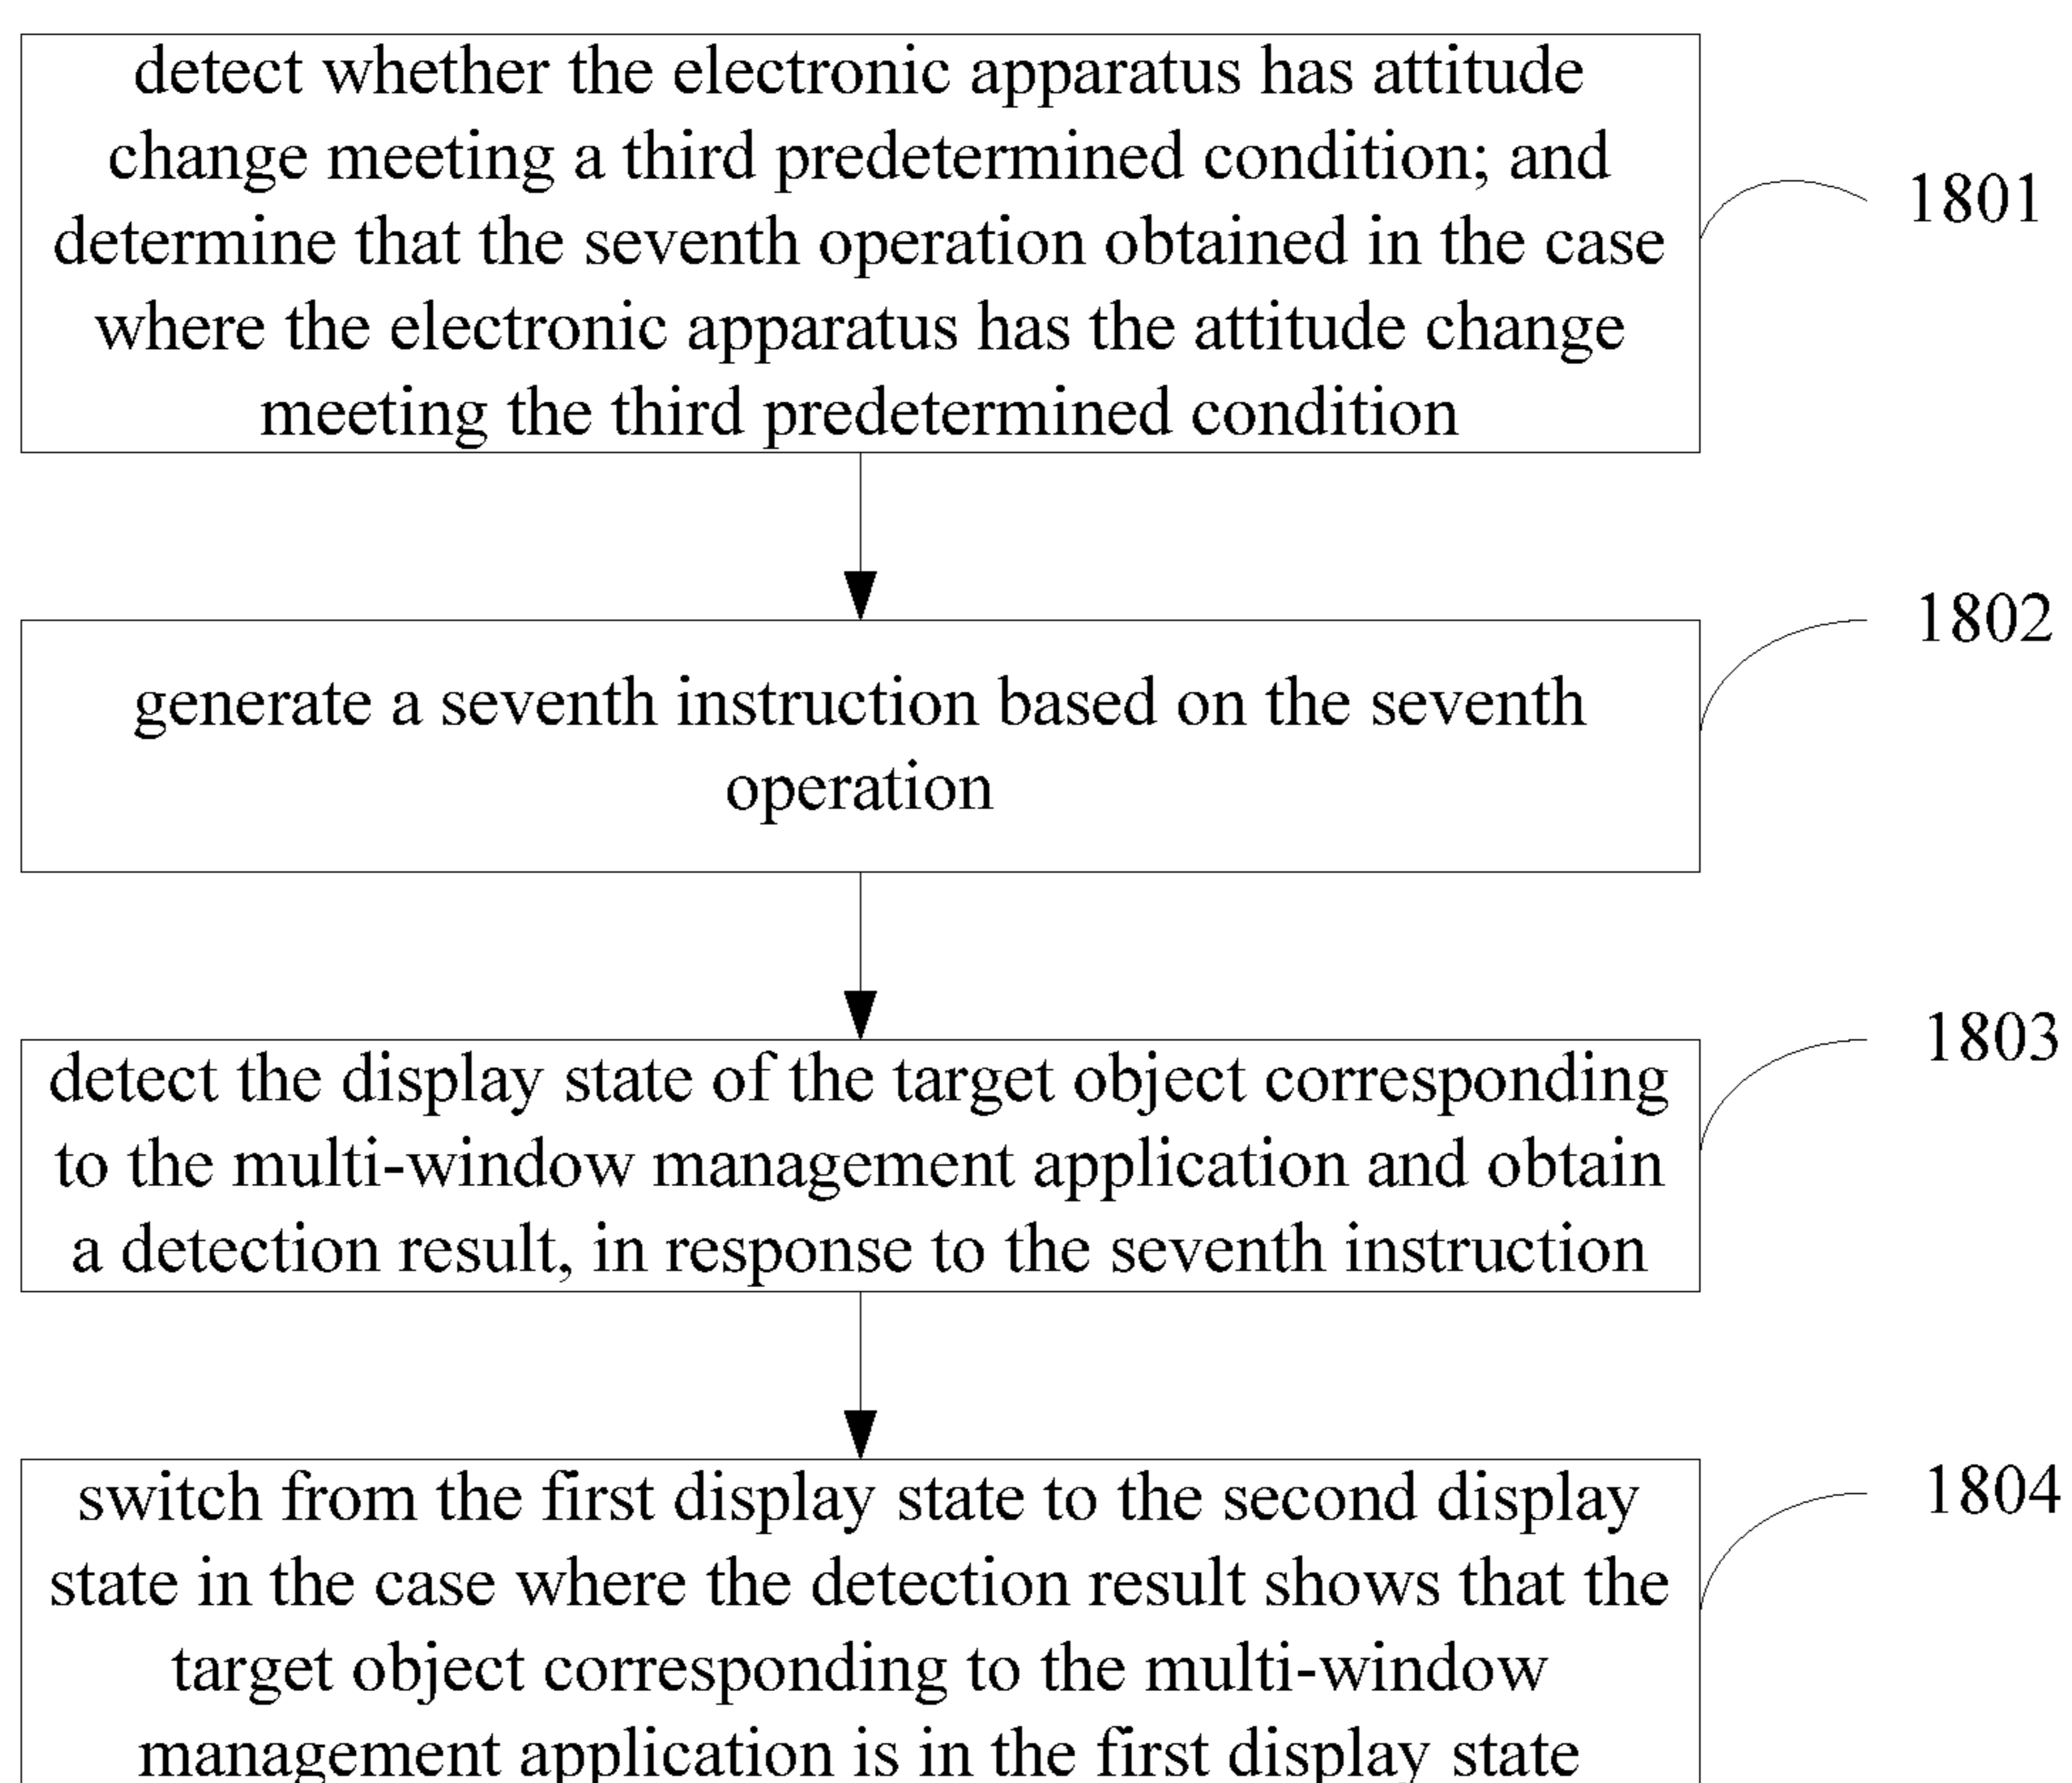 detect whether the electronic apparatus has attitude
change meeting a third predetermined condition; and
determine that the seventh operation obtained in the case
where the electronic apparatus has the attitude change
meeting the third predetermined condition
1801
generate a seventh instruction based on the seventh
operation
1802
detect the display state of the target object corresponding
to the multi-window management application and obtain
a detection result, in response to the seventh instruction
1803
switch from the first display state to the second display
state in the case where the detection result shows that the
target object corresponding to the multi-window
management application is in the first display state
1804